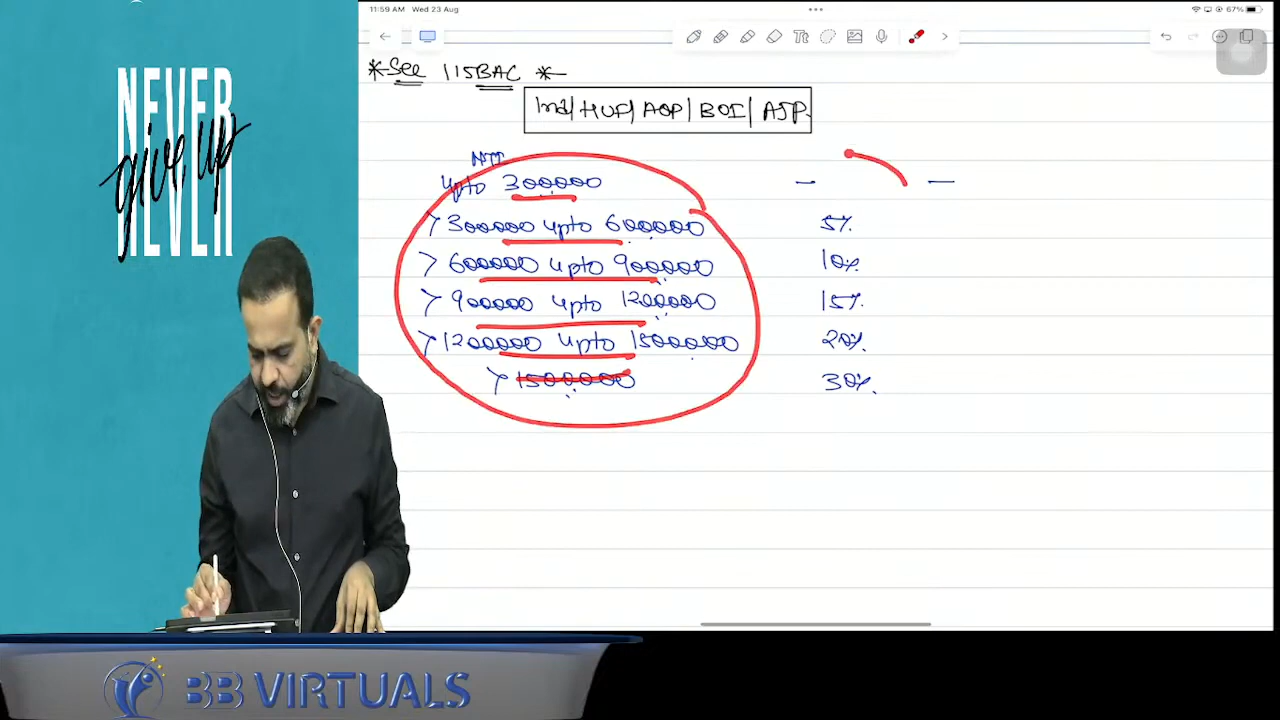 11:59 AM Wed 23 Aug
67%
NEVER
give up
NEVER
*Sec 115BAC *
Ind/HUF/AOP/BOI/AJP.
NTI
upto 300000 — —
> 300000 upto 600000 5%
> 600000 upto 900000 10%
> 900000 upto 1200000 15%
> 1200000 upto 1500000 20%
> 1500000 30%
BB VIRTUALS